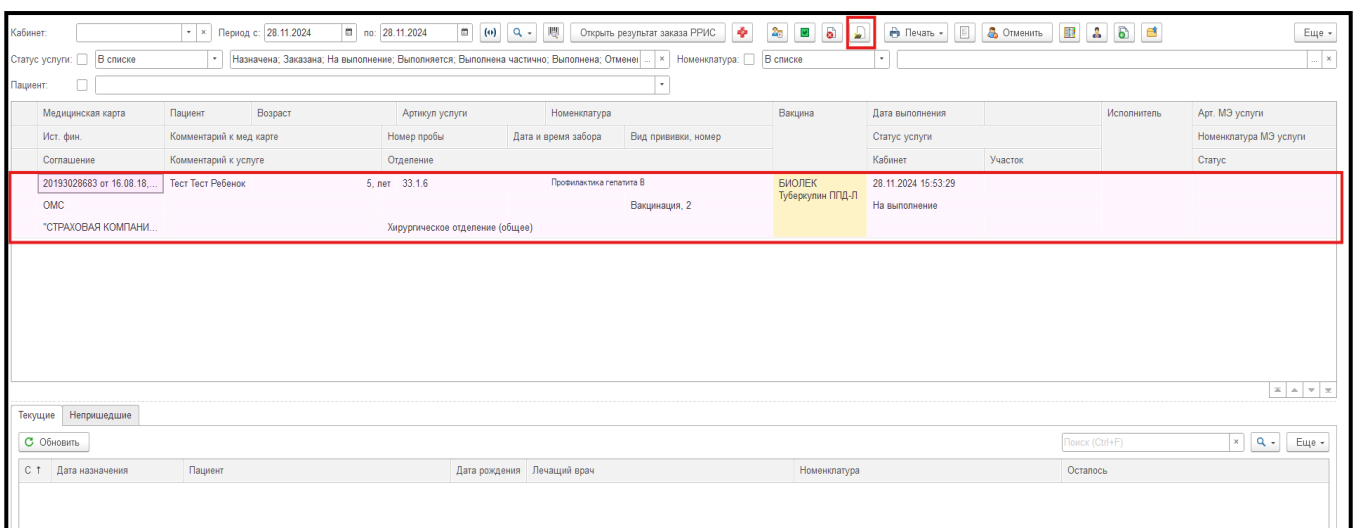 Кабинет: Период с: 28.11.2024 по: 28.11.2024 Открыть результат заказа РРИС Печать Отменить Еще
Статус услуги: В списке Назначена; Заказана; На выполнение; Выполняется; Выполнена частично; Выполнена; Отменен ... Номенклатура: В списке ...
Пациент:
Медицинская карта Пациент Возраст Артикул услуги Номенклатура Вакцина Дата выполнения Исполнитель Арт. МЭ услуги
Ист. фин. Комментарий к мед карте Номер пробы Дата и время забора Вид прививки, номер Статус услуги Номенклатура МЭ услуги
Соглашение Комментарий к услуге Отделение Кабинет Участок Статус
20193028683 от 16.08.18,... Тест Тест Ребенок 5, лет 33.1.6 Профилактика гепатита В БИОЛЕК 28.11.2024 15:53:29
Туберкулин ППД-Л
ОМС Вакцинация, 2 На выполнение
"СТРАХОВАЯ КОМПАНИ... Хирургическое отделение (общее)
Текущие Непришедшие
Обновить Поиск (Ctrl+F) Еще
С ↑ Дата назначения Пациент Дата рождения Лечащий врач Номенклатура Осталось